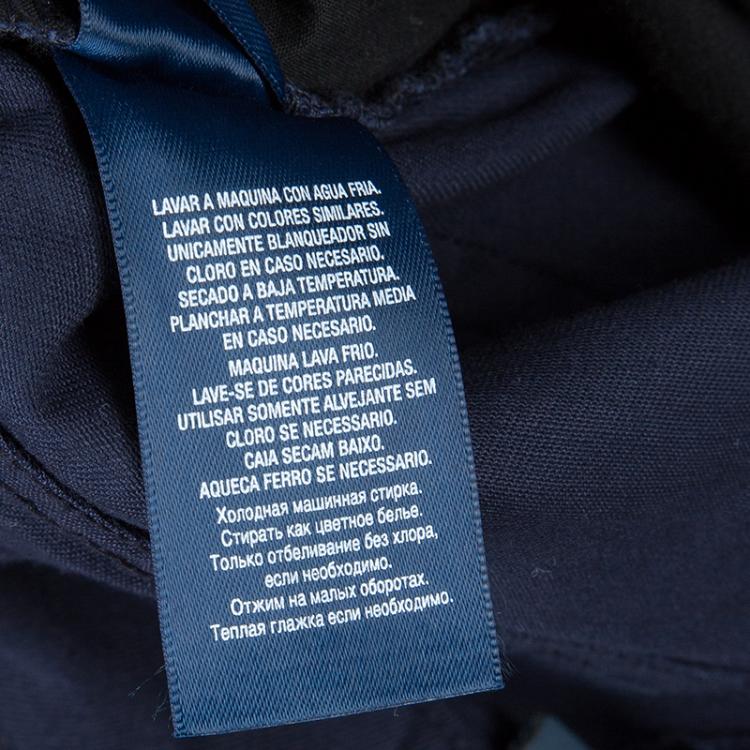 LAVAR A MAQUINA CON AGUA FRIA.
LAVAR CON COLORES SIMILARES.
UNICAMENTE BLANQUEADOR SIN
CLORO EN CASO NECESARIO.
SECADO A BAJA TEMPERATURA.
PLANCHAR A TEMPERATURA MEDIA
EN CASO NECESARIO.
MAQUINA LAVA FRIO.
LAVE-SE DE CORES PARECIDAS.
UTILISAR SOMENTE ALVEJANTE SEM
CLORO SE NECESSARIO.
CAIA SECAM BAIXO.
AQUECA FERRO SE NECESSARIO.
Холодная машинная стирка.
Стирать как цветное белье.
Только отбеливание без хлора,
если необходимо.
Отжим на малых оборотах.
Теплая глажка если необходимо.